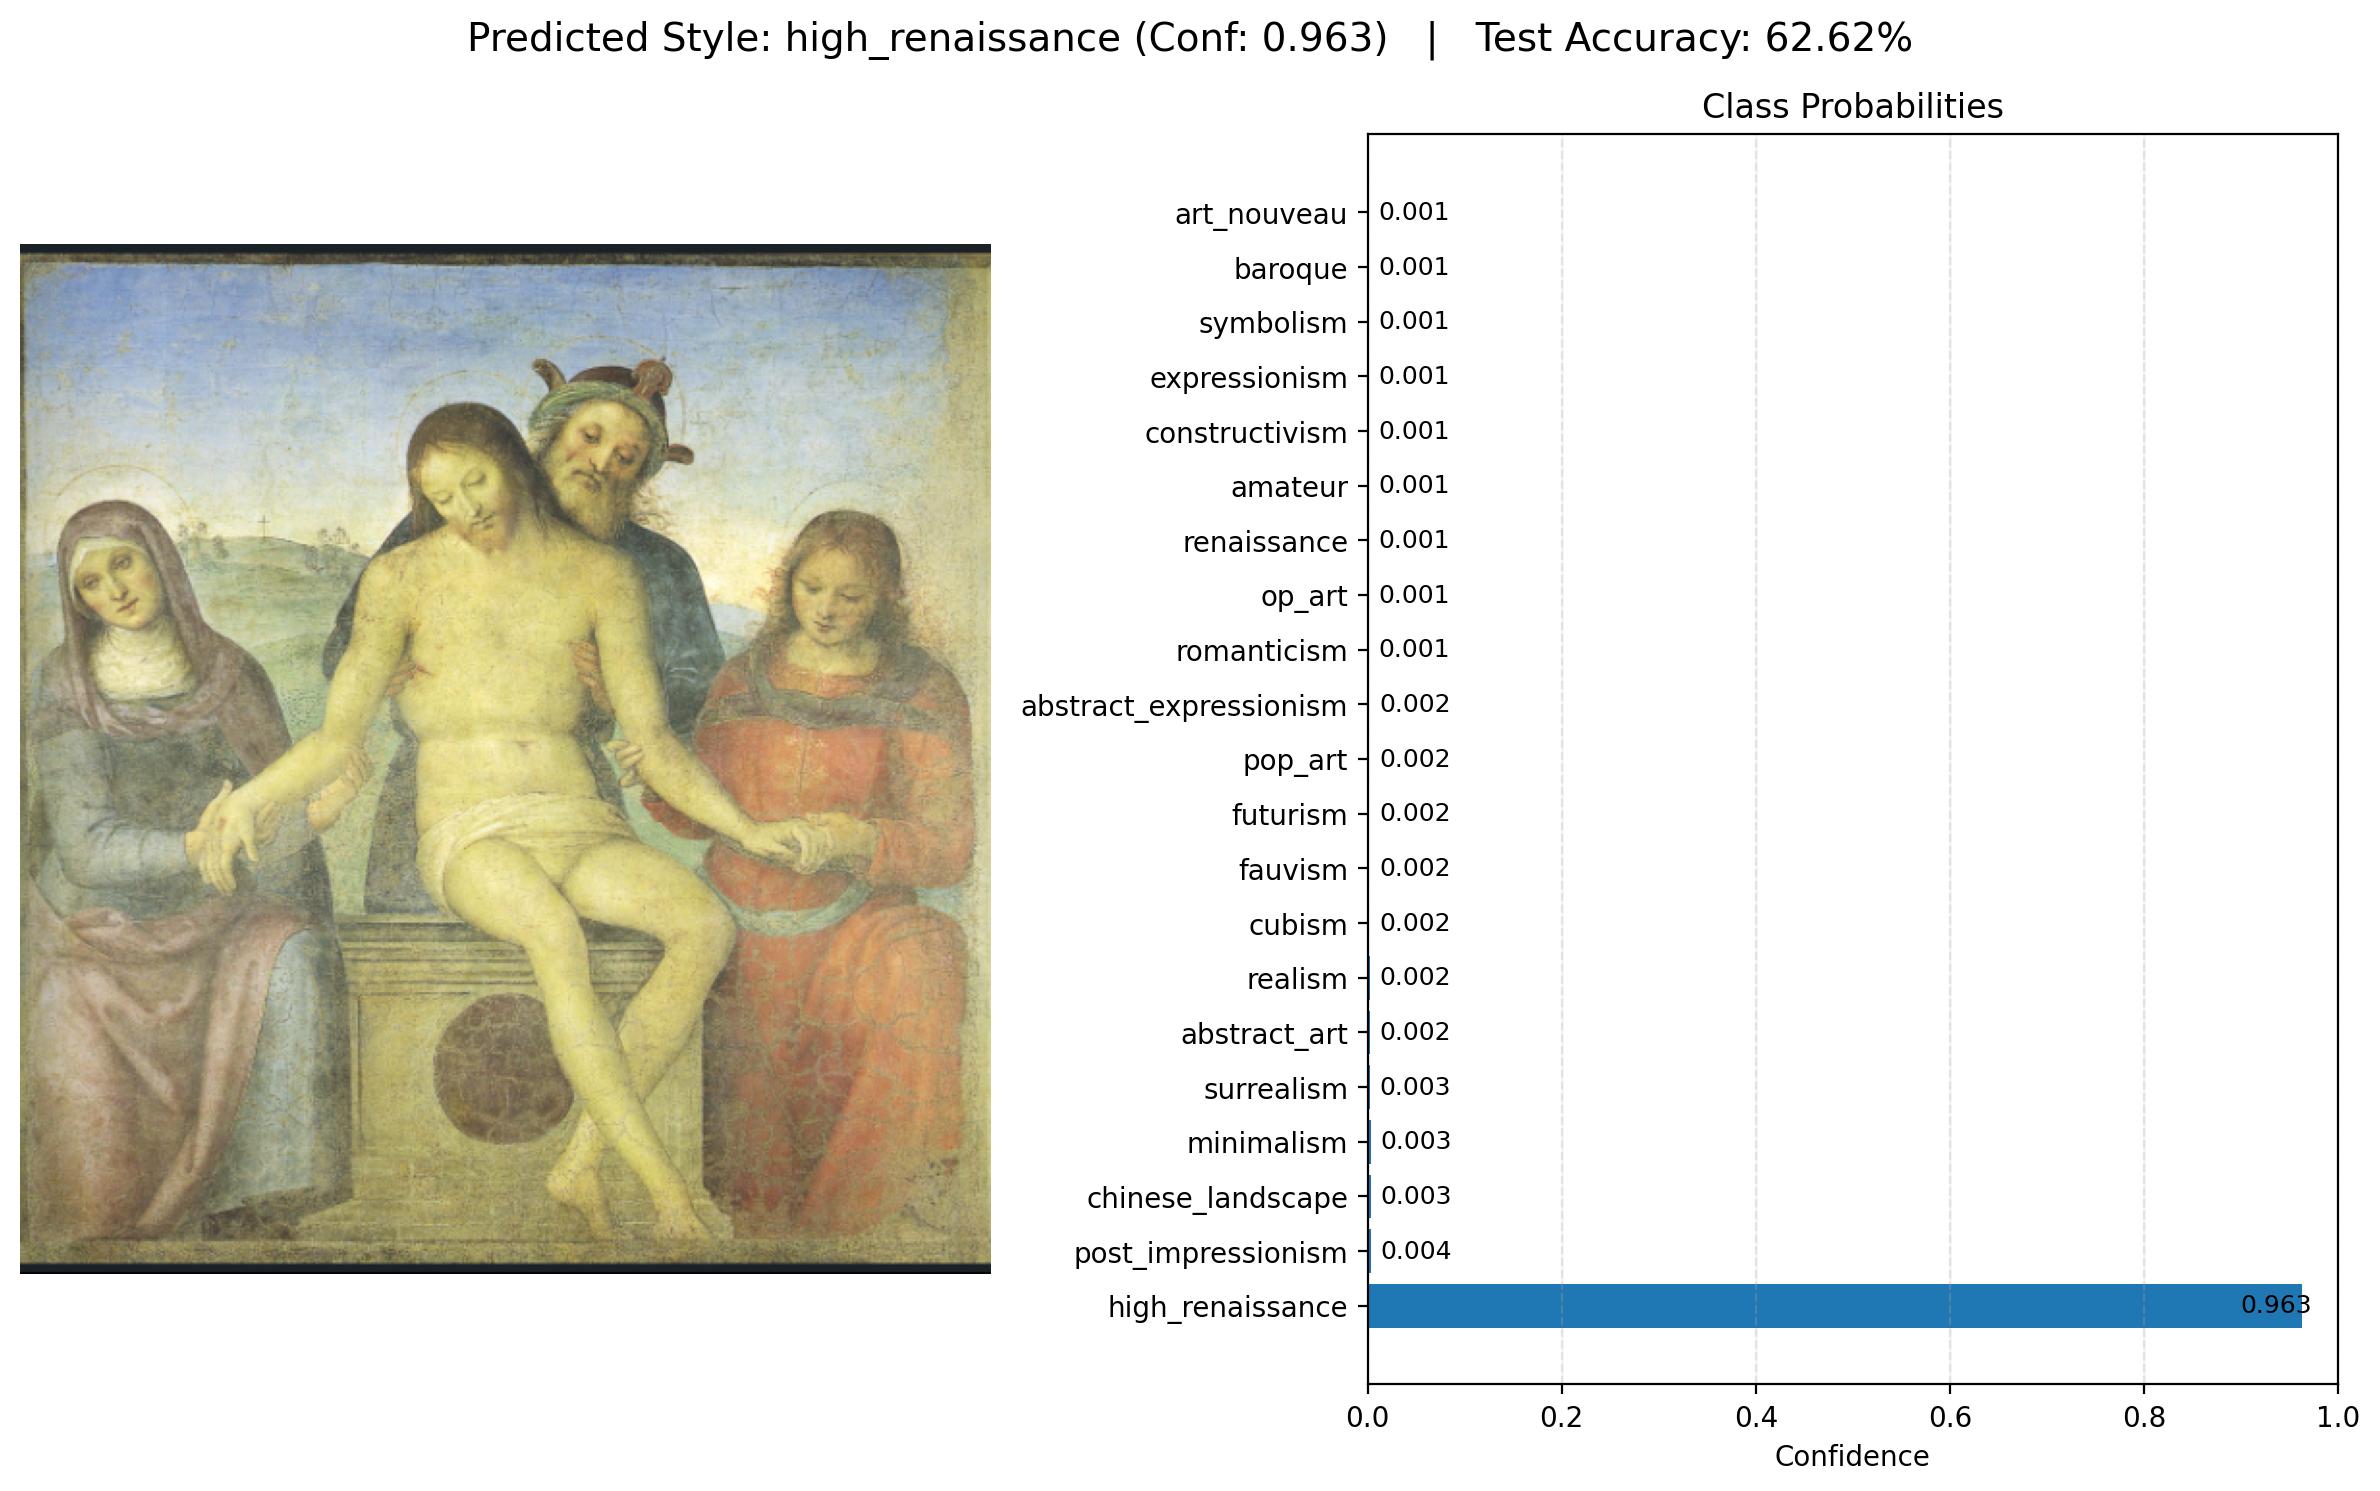 Predicted Style: high_renaissance (Conf: 0.963)   |   Test Accuracy: 62.62%
Class Probabilities
art_nouveau 0.001
baroque 0.001
symbolism 0.001
expressionism 0.001
constructivism 0.001
amateur 0.001
renaissance 0.001
op_art 0.001
romanticism 0.001
abstract_expressionism 0.002
pop_art 0.002
futurism 0.002
fauvism 0.002
cubism 0.002
realism 0.002
abstract_art 0.002
surrealism 0.003
minimalism 0.003
chinese_landscape 0.003
post_impressionism 0.004
high_renaissance 0.963
0.0 0.2 0.4 0.6 0.8 1.0
Confidence